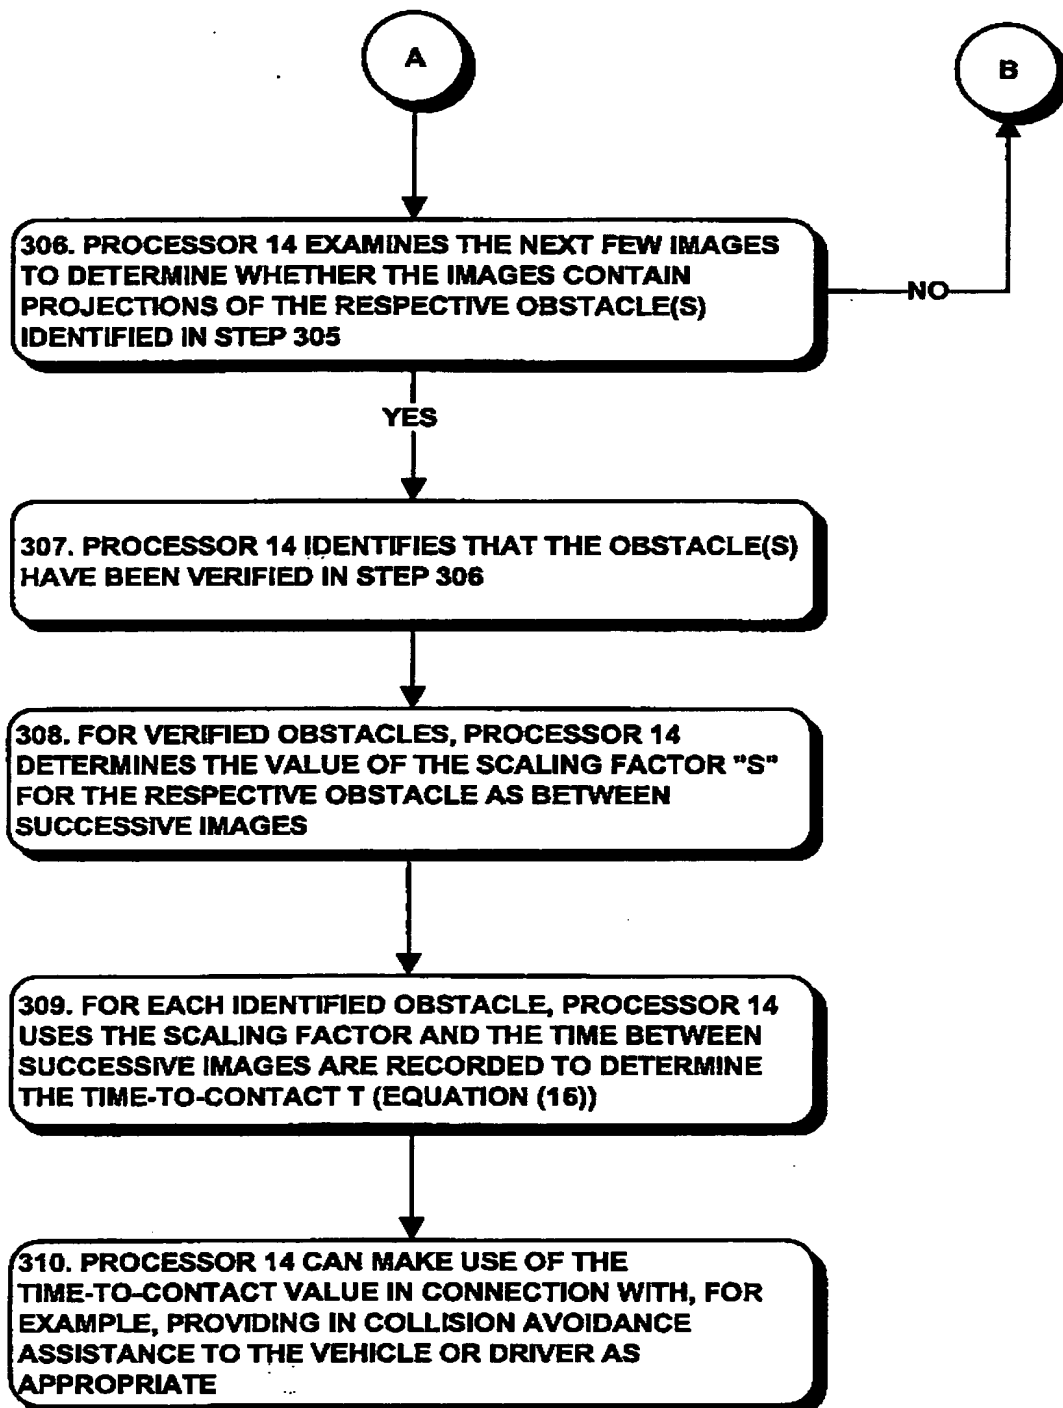 A
B
306. PROCESSOR 14 EXAMINES THE NEXT FEW IMAGES
TO DETERMINE WHETHER THE IMAGES CONTAIN
PROJECTIONS OF THE RESPECTIVE OBSTACLE(S)
IDENTIFIED IN STEP 305
NO
YES
307. PROCESSOR 14 IDENTIFIES THAT THE OBSTACLE(S)
HAVE BEEN VERIFIED IN STEP 306
308. FOR VERIFIED OBSTACLES, PROCESSOR 14
DETERMINES THE VALUE OF THE SCALING FACTOR "S"
FOR THE RESPECTIVE OBSTACLE AS BETWEEN
SUCCESSIVE IMAGES
309. FOR EACH IDENTIFIED OBSTACLE, PROCESSOR 14
USES THE SCALING FACTOR AND THE TIME BETWEEN
SUCCESSIVE IMAGES ARE RECORDED TO DETERMINE
THE TIME-TO-CONTACT T (EQUATION (16))
310. PROCESSOR 14 CAN MAKE USE OF THE
TIME-TO-CONTACT VALUE IN CONNECTION WITH, FOR
EXAMPLE, PROVIDING IN COLLISION AVOIDANCE
ASSISTANCE TO THE VEHICLE OR DRIVER AS
APPROPRIATE